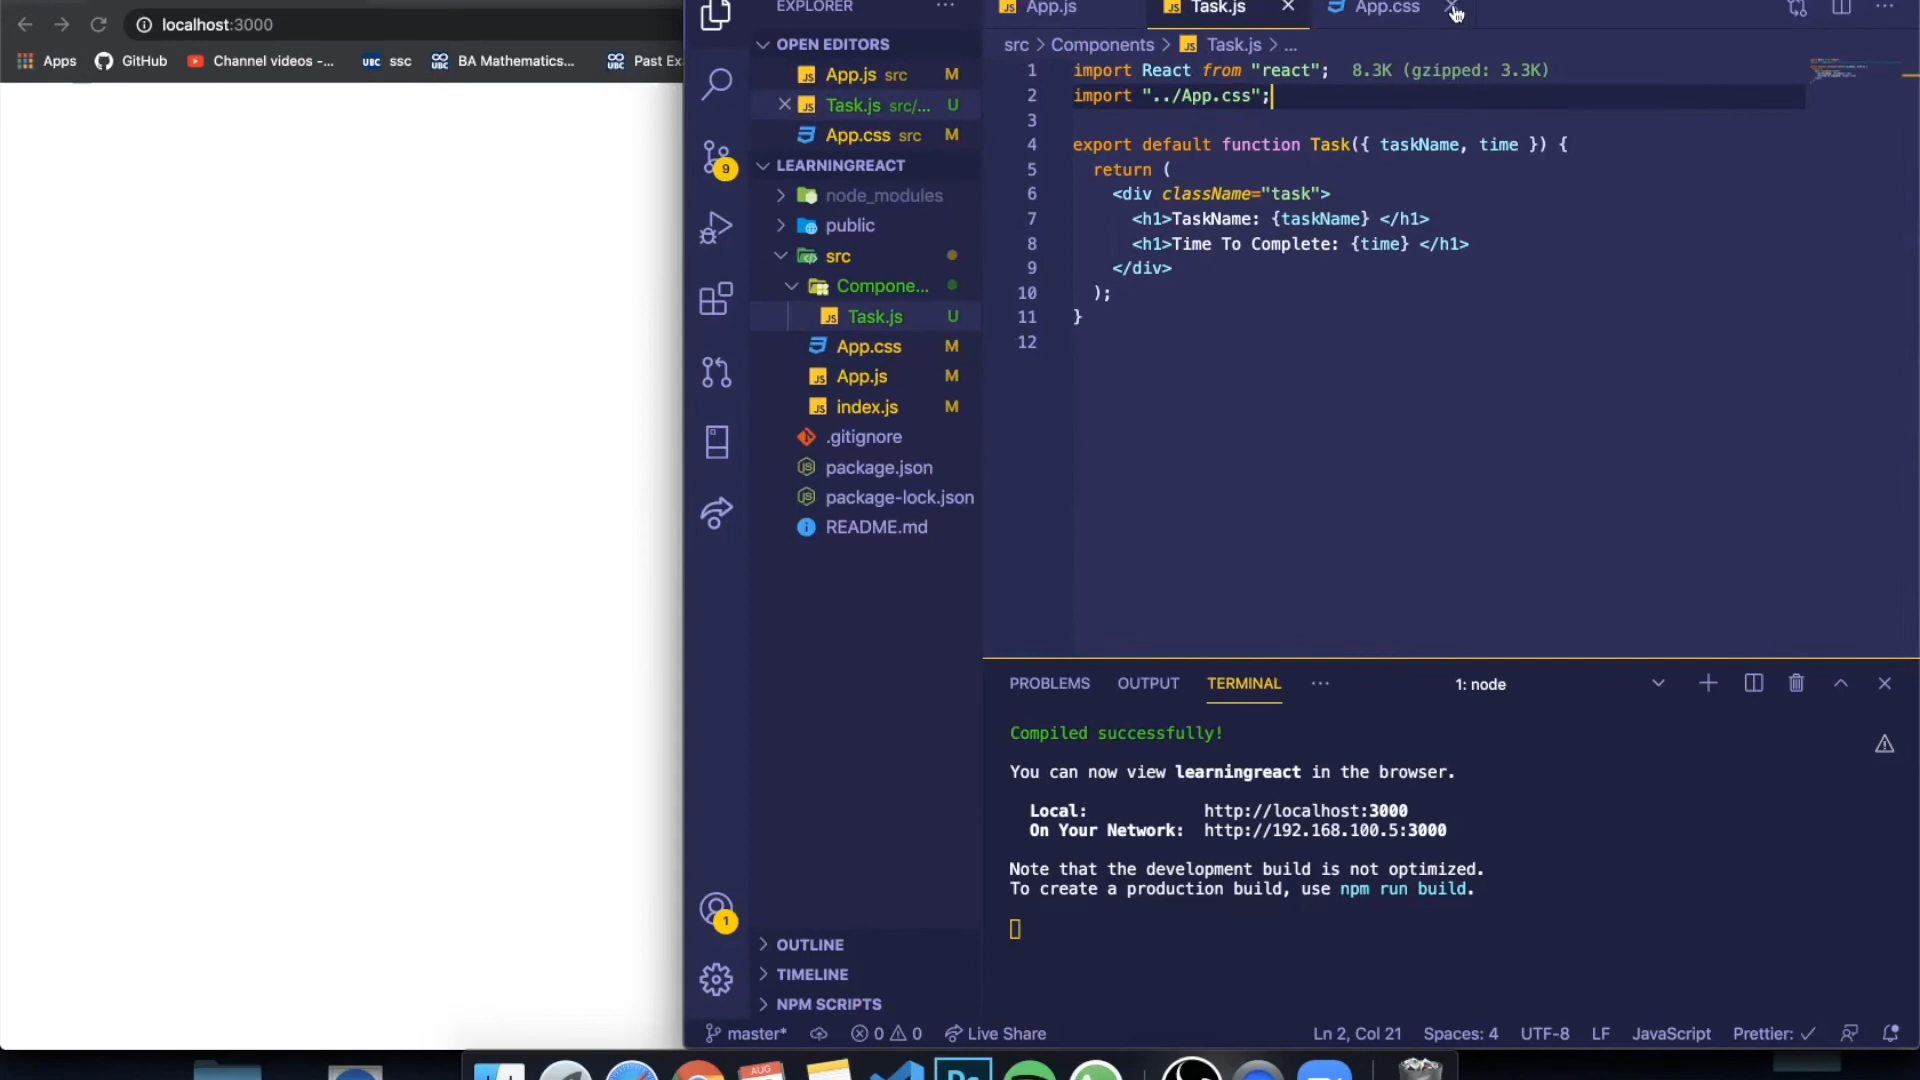 localhost:3000
Apps
GitHub
Channel videos -...
UBC ssc
UBC BA Mathematics...
UBC Past Ex
EXPLORER
OPEN EDITORS
App.js src M
Task.js src/... U
App.css src M
LEARNINGREACT
node_modules
public
src
Compone...
Task.js U
App.css M
App.js M
index.js M
.gitignore
package.json
package-lock.json
README.md
OUTLINE
TIMELINE
NPM SCRIPTS
9
1
App.js
Task.js
App.css
src > Components > Task.js > ...
1 import React from "react"; 8.3K (gzipped: 3.3K)
2 import "../App.css";
3
4 export default function Task({ taskName, time }) {
5 return (
6 <div className="task">
7 <h1>TaskName: {taskName} </h1>
8 <h1>Time To Complete: {time} </h1>
9 </div>
10 );
11 }
12
PROBLEMS OUTPUT TERMINAL ... 1: node
Compiled successfully!
You can now view learningreact in the browser.
Local: http://localhost:3000
On Your Network: http://192.168.100.5:3000
Note that the development build is not optimized.
To create a production build, use npm run build.
master* 0 0 Live Share Ln 2, Col 21 Spaces: 4 UTF-8 LF JavaScript Prettier: ✓
AUG